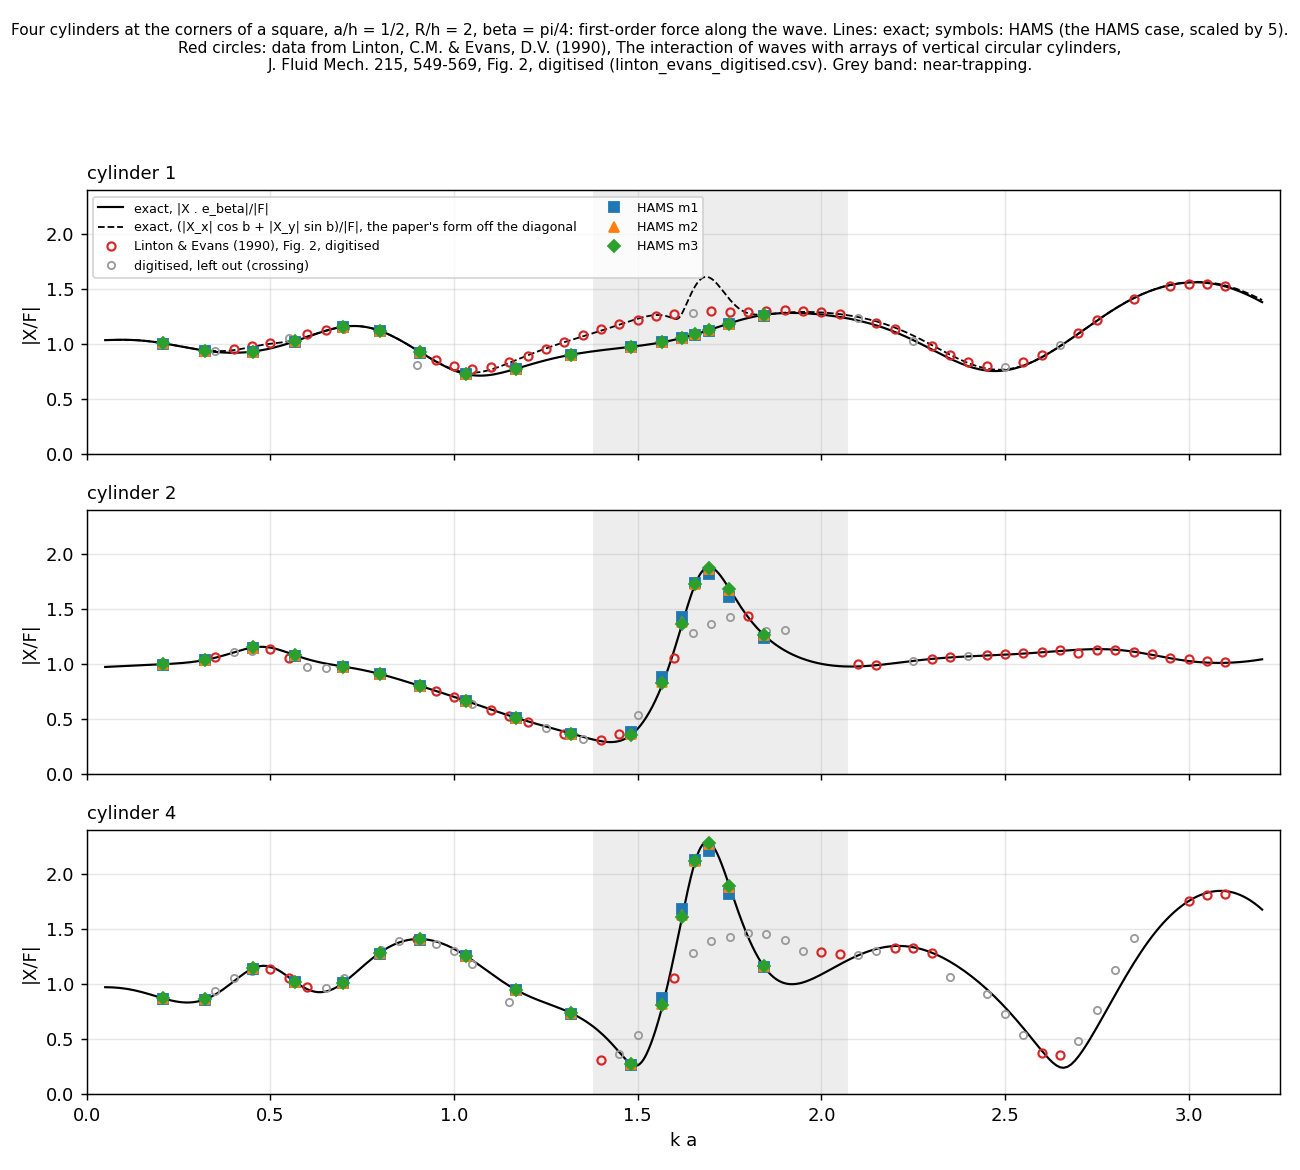 Four cylinders at the corners of a square, a/h = 1/2, R/h = 2, beta = pi/4: first-order force along the wave. Lines: exact; symbols: HAMS (the HAMS case, scaled by 5).
Red circles: data from Linton, C.M. & Evans, D.V. (1990), The interaction of waves with arrays of vertical circular cylinders,
J. Fluid Mech. 215, 549-569, Fig. 2, digitised (linton_evans_digitised.csv). Grey band: near-trapping.
cylinder 1
exact, |X . e_beta|/|F|
exact, (|X_x| cos b + |X_y| sin b)/|F|, the paper's form off the diagonal
Linton & Evans (1990), Fig. 2, digitised
digitised, left out (crossing)
HAMS m1
HAMS m2
HAMS m3
|X/F|
2.0
1.5
1.0
0.5
0.0
cylinder 2
|X/F|
2.0
1.5
1.0
0.5
0.0
cylinder 4
|X/F|
2.0
1.5
1.0
0.5
0.0
0.0 0.5 1.0 1.5 2.0 2.5 3.0
k a